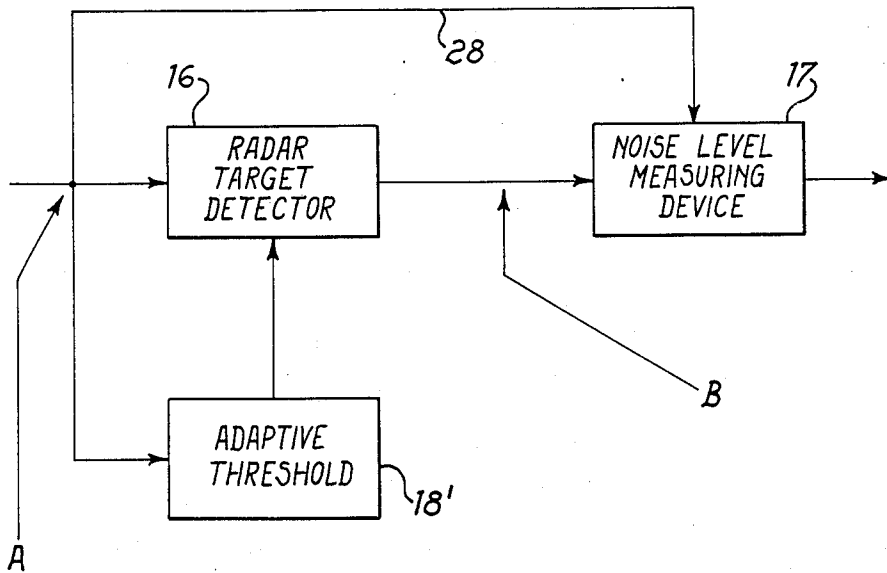 28
16
17
RADAR
TARGET
DETECTOR
NOISE LEVEL
MEASURING
DEVICE
B
ADAPTIVE
THRESHOLD
18'
A